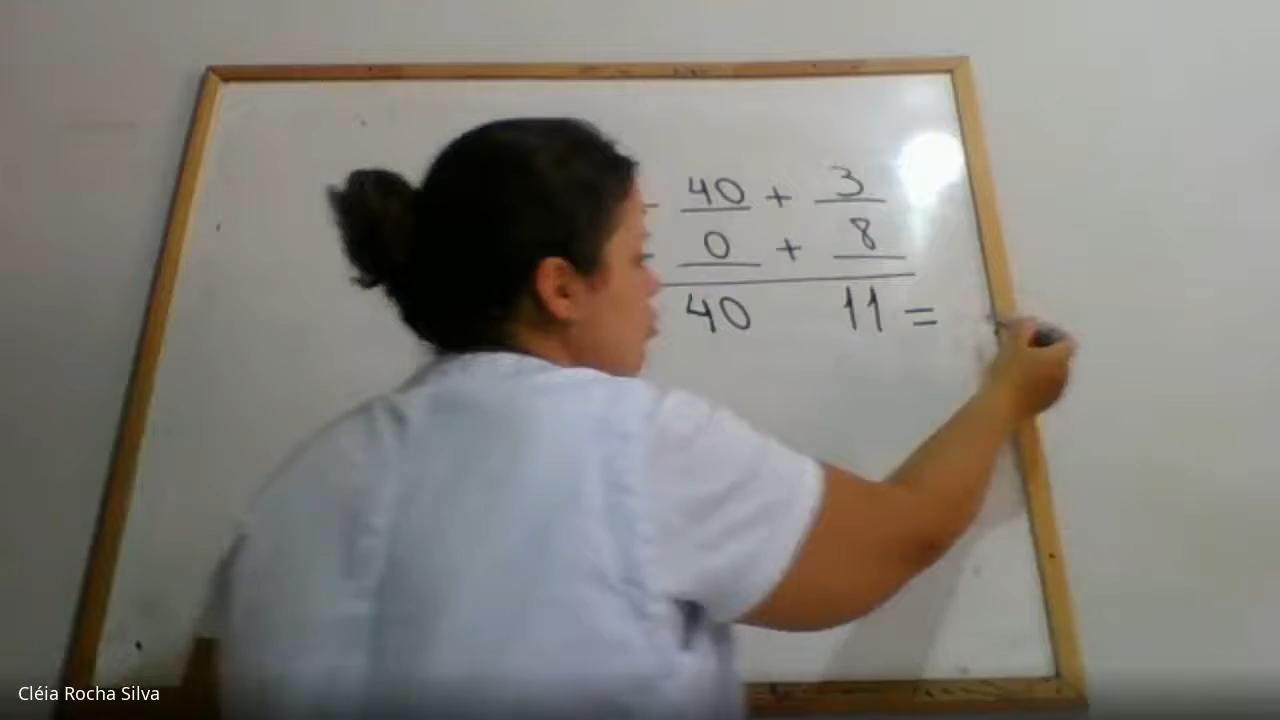 40 + 3
0 + 8
40 11 =
Cléia Rocha Silva